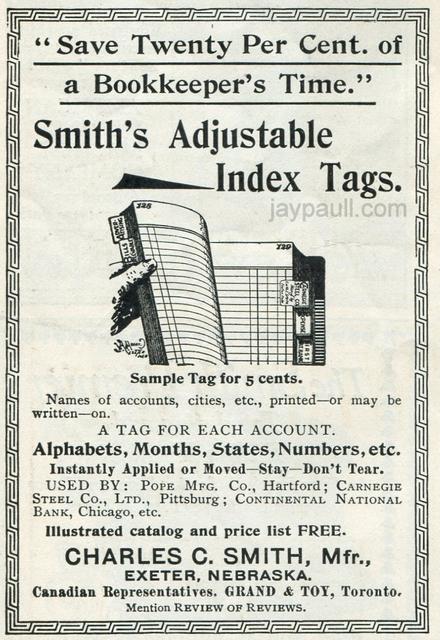 “Save Twenty Per Cent. of
a Bookkeeper's Time.”
Smith's Adjustable
Index Tags.
jaypaull.com
125
129
Sample Tag for 5 cents.
Names of accounts, cities, etc., printed—or may be
written—on.
A TAG FOR EACH ACCOUNT.
Alphabets, Months, States, Numbers, etc.
Instantly Applied or Moved—Stay—Don't Tear.
USED BY: POPE MFG. CO., Hartford; CARNEGIE
STEEL CO., LTD., Pittsburg; CONTINENTAL NATIONAL
BANK, Chicago, etc.
Illustrated catalog and price list FREE.
CHARLES C. SMITH, Mfr.,
EXETER, NEBRASKA.
Canadian Representatives. GRAND & TOY, Toronto.
Mention REVIEW OF REVIEWS.